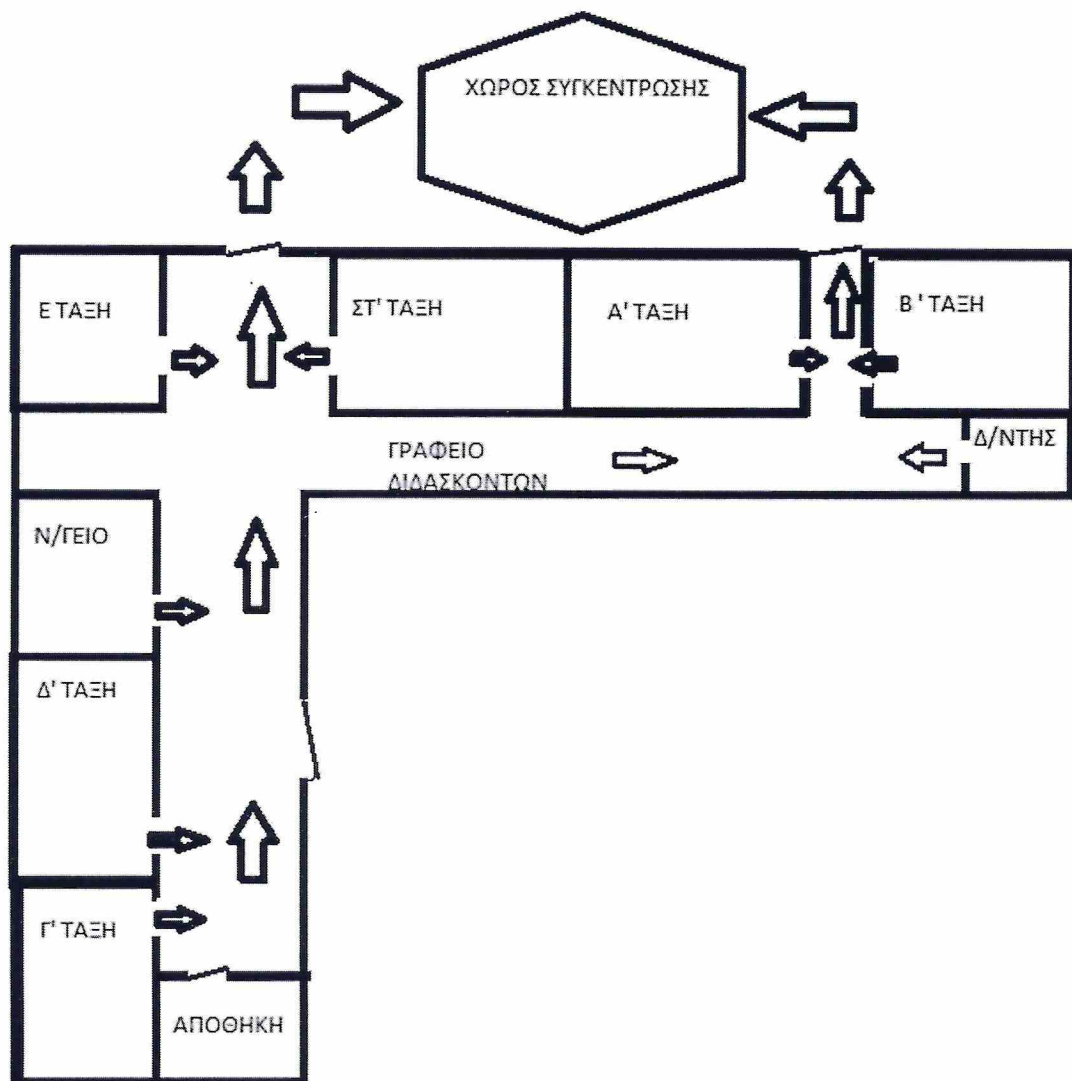 ΧΩΡΟΣ ΣΥΓΚΕΝΤΡΩΣΗΣ
Ε ΤΑΞΗ
ΣΤ' ΤΑΞΗ
Α' ΤΑΞΗ
Β ' ΤΑΞΗ
ΓΡΑΦΕΙΟ
ΔΙΔΑΣΚΟΝΤΩΝ
Δ/ΝΤΗΣ
Ν/ΓΕΙΟ
Δ' ΤΑΞΗ
Γ' ΤΑΞΗ
ΑΠΟΘΗΚΗ